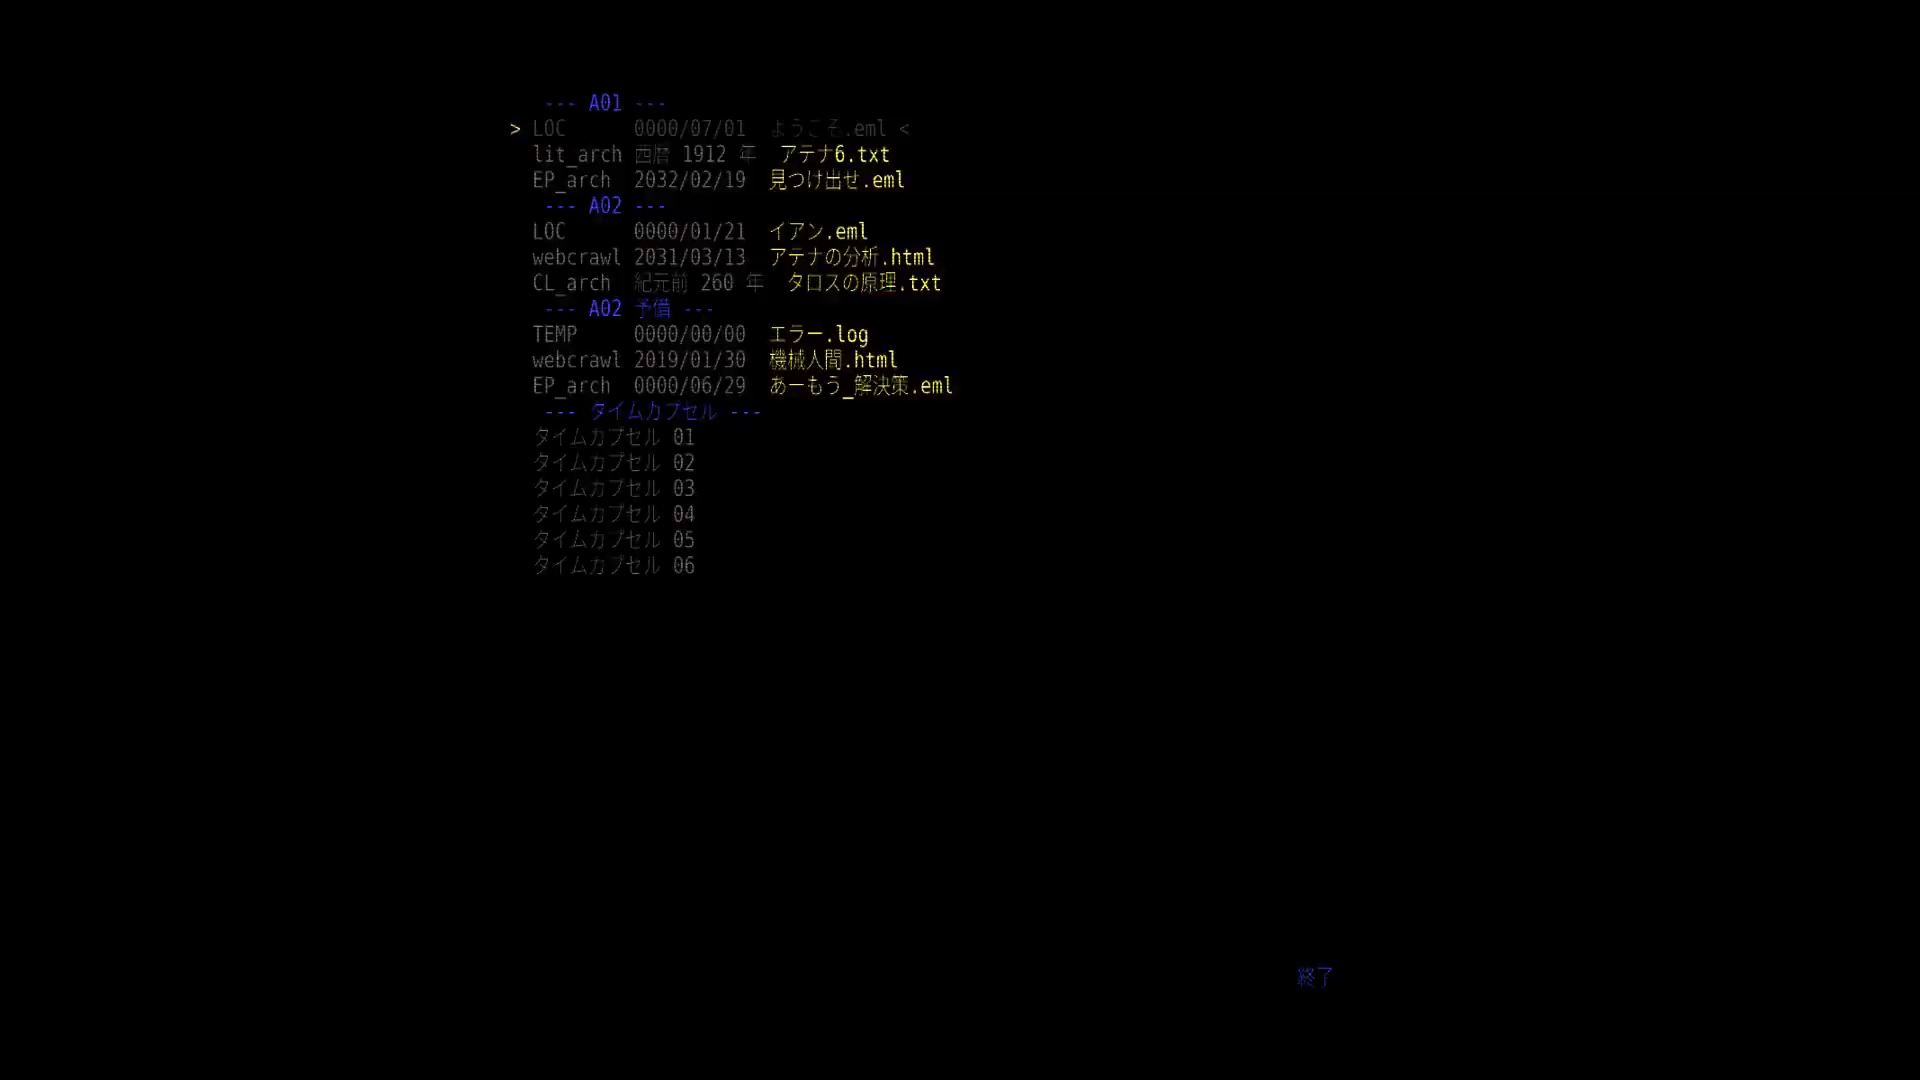 --- A01 ---
> LOC 0000/07/01 ようこそ.eml <
lit_arch 西暦 1912 年 アテナ6.txt
EP_arch 2032/02/19 見つけ出せ.eml
--- A02 ---
LOC 0000/01/21 イアン.eml
webcrawl 2031/03/13 アテナの分析.html
CL_arch 紀元前 260 年 タロスの原理.txt
--- A02 予備 ---
TEMP 0000/00/00 エラー.log
webcrawl 2019/01/30 機械人間.html
EP_arch 0000/06/29 あーもう_解決策.eml
--- タイムカプセル ---
タイムカプセル 01
タイムカプセル 02
タイムカプセル 03
タイムカプセル 04
タイムカプセル 05
タイムカプセル 06
終了